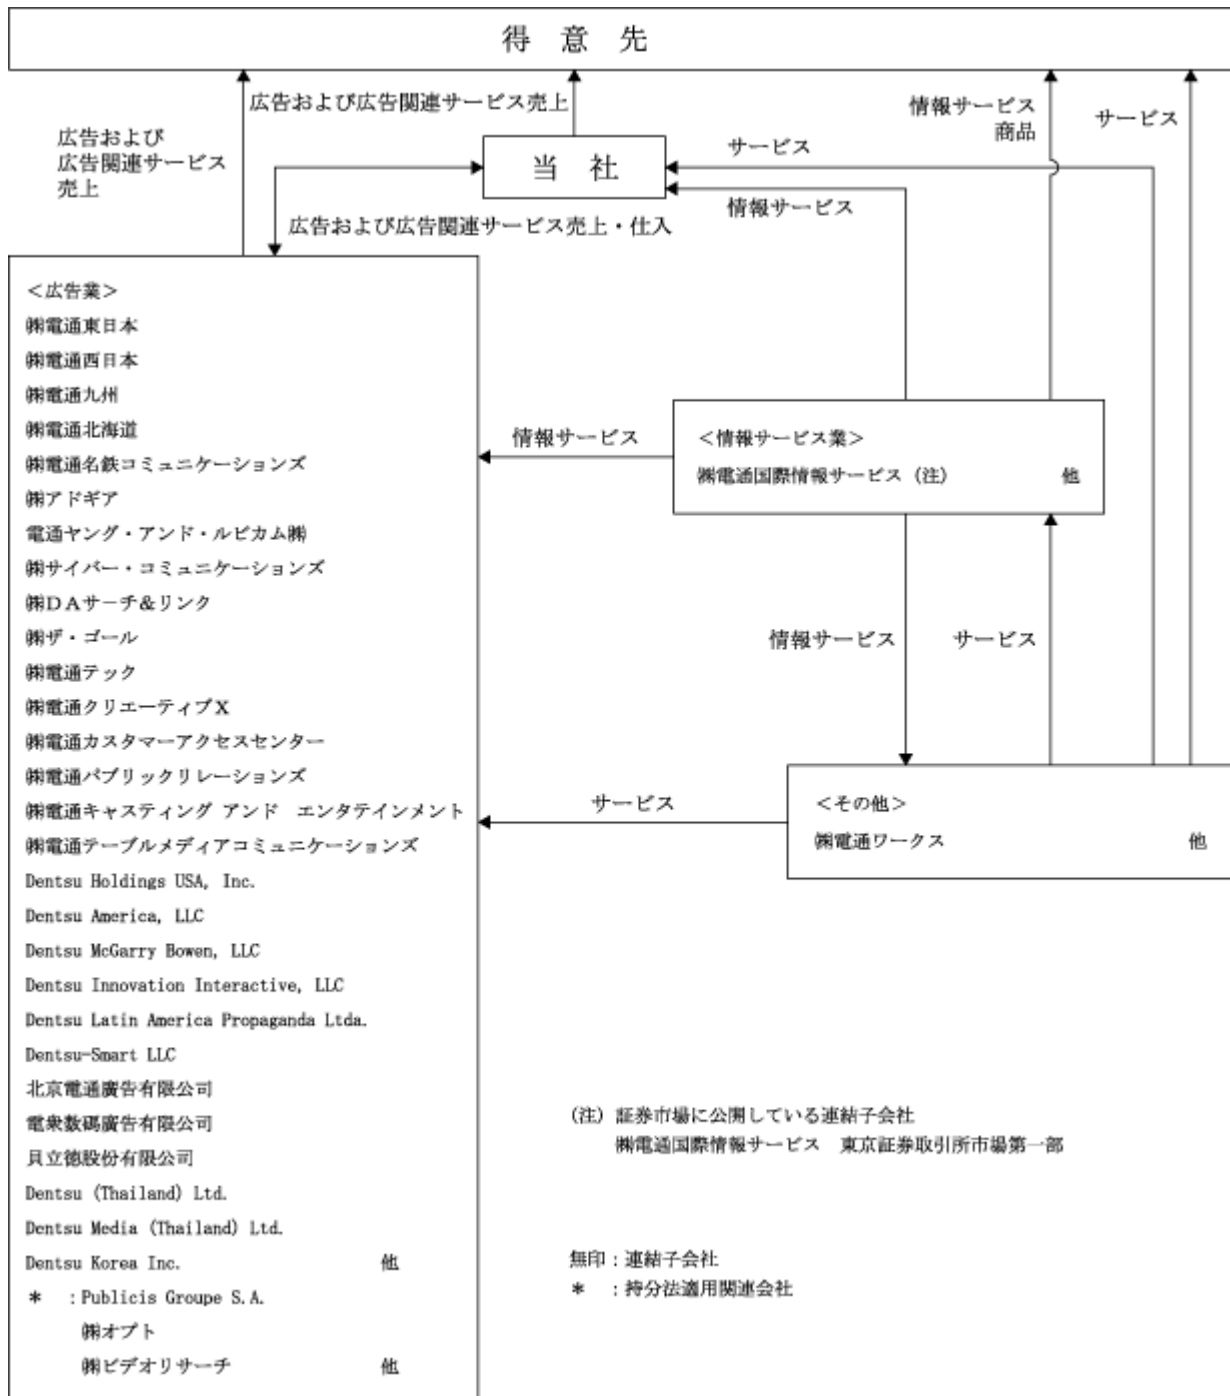 得 意 先
広告および広告関連サービス売上
広告および
広告関連サービス
売上
情報サービス
商品
サービス
サービス
当 社
情報サービス
広告および広告関連サービス売上・仕入
＜広告業＞
㈱電通東日本
㈱電通西日本
㈱電通九州
㈱電通北海道
㈱電通名鉄コミュニケーションズ
㈱アドギア
電通ヤング・アンド・ルビカム㈱
㈱サイバー・コミュニケーションズ
㈱ＤＡサーチ＆リンク
㈱ザ・ゴール
㈱電通テック
㈱電通クリエーティブＸ
㈱電通カスタマーアクセスセンター
㈱電通パブリックリレーションズ
㈱電通キャスティング アンド　エンタテインメント
㈱電通テーブルメディアコミュニケーションズ
Dentsu Holdings USA, Inc.
Dentsu America, LLC
Dentsu McGarry Bowen, LLC
Dentsu Innovation Interactive, LLC
Dentsu Latin America Propaganda Ltda.
Dentsu-Smart LLC
北京電通廣告有限公司
電衆数碼廣告有限公司
貝立德股份有限公司
Dentsu (Thailand) Ltd.
Dentsu Media (Thailand) Ltd.
Dentsu Korea Inc. 他
＊ : Publicis Groupe S.A.
㈱オプト
㈱ビデオリサーチ 他
情報サービス
＜情報サービス業＞
㈱電通国際情報サービス（注） 他
情報サービス
サービス
サービス
＜その他＞
㈱電通ワークス 他
（注）証券市場に公開している連結子会社
㈱電通国際情報サービス　東京証券取引所市場第一部
無印：連結子会社
＊　：持分法適用関連会社